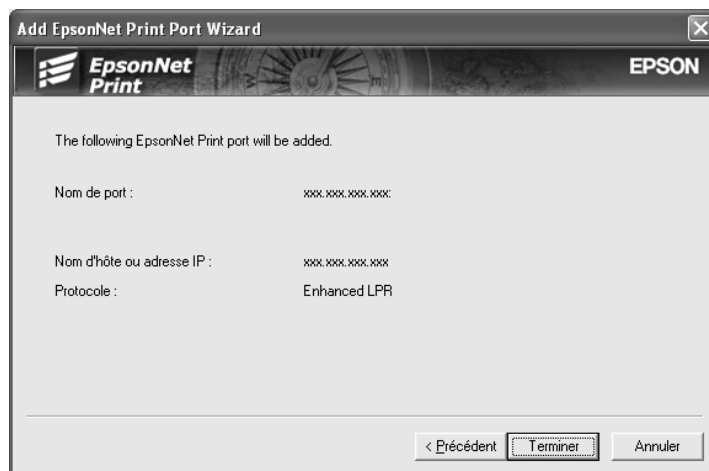 Add EpsonNet Print Port Wizard
EpsonNet
Print
EPSON
W
E
The following EpsonNet Print port will be added.
Nom de port : xxx.xxx.xxx.xxx:
Nom d'hôte ou adresse IP : xxx.xxx.xxx.xxx
Protocole : Enhanced LPR
< Précédent Terminer Annuler